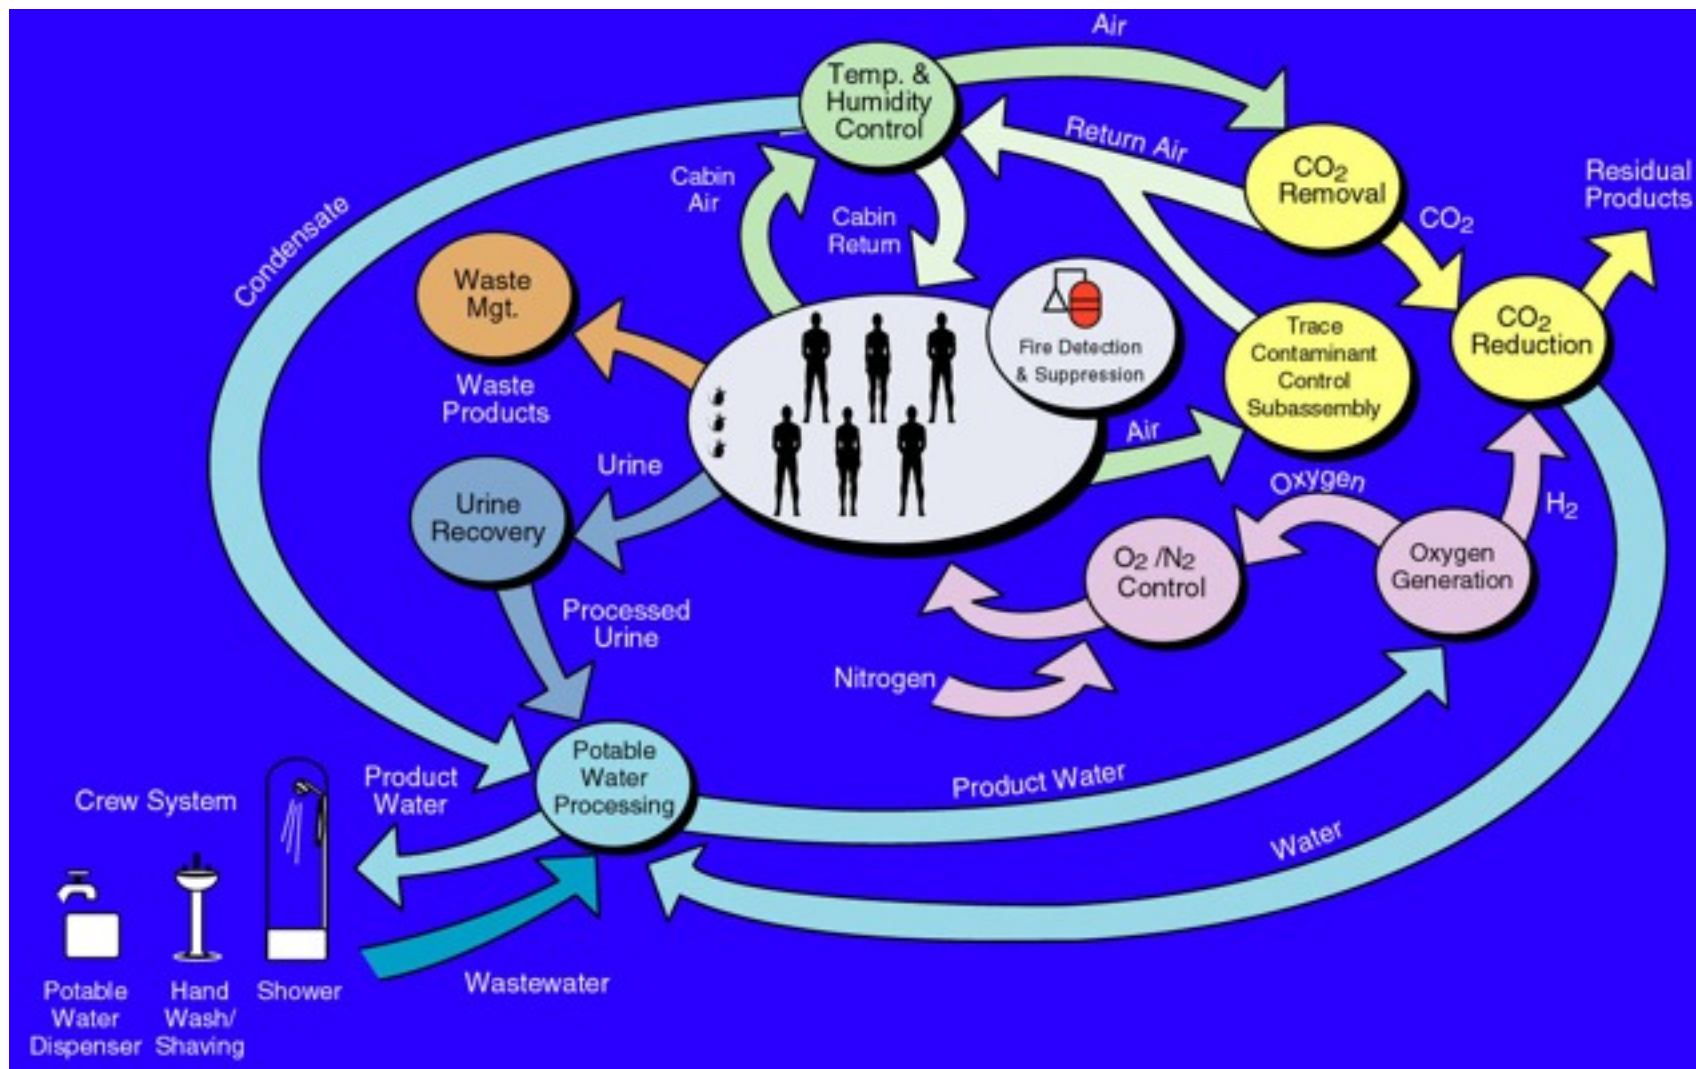 Air
Temp. &
Humidity
Control
Return Air
CO2
Removal
Residual
Products
CO2
Cabin
Air
Cabin
Return
Condensate
Waste
Mgt.
Waste
Products
Fire Detection
& Suppression
Trace
Contaminant
Control
Subassembly
CO2
Reduction
Air
Urine
Urine
Recovery
Oxygen
H2
O2 /N2
Control
Oxygen
Generation
Processed
Urine
Nitrogen
Potable
Water
Processing
Product Water
Water
Product
Water
Crew System
Wastewater
Potable
Water
Dispenser
Hand
Wash/
Shaving
Shower